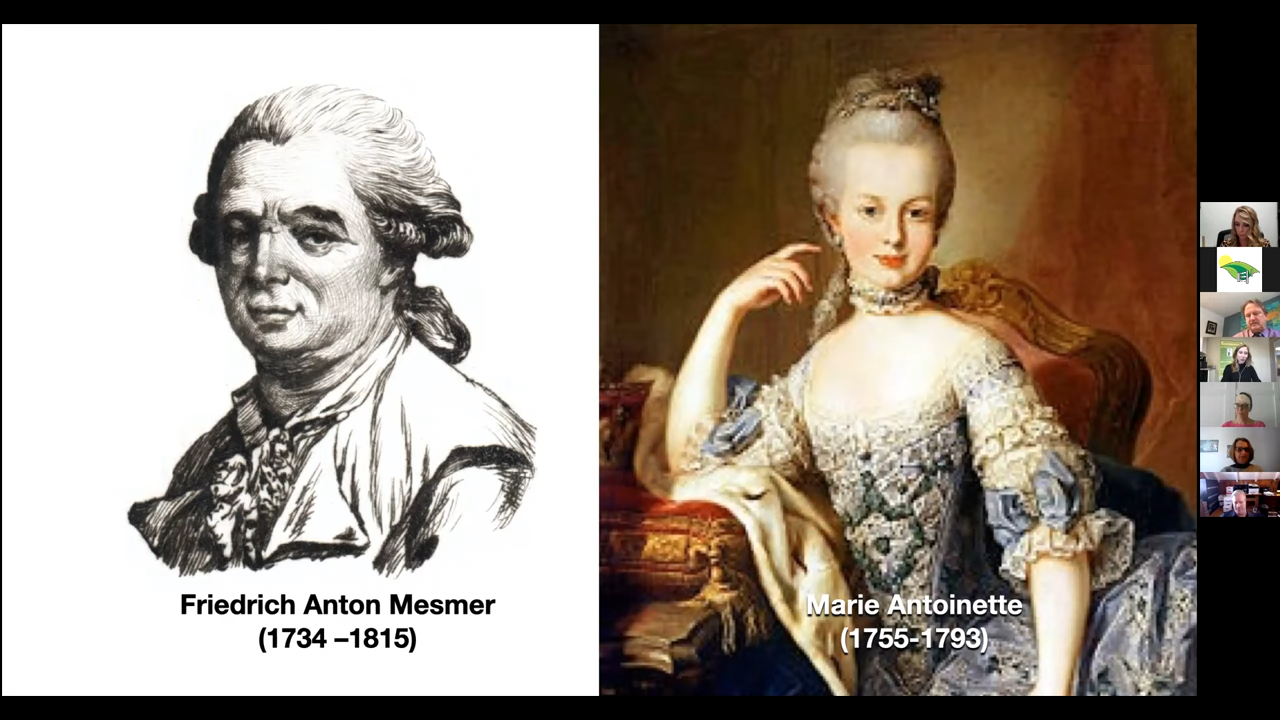 Friedrich Anton Mesmer
(1734 –1815)
Marie Antoinette
(1755-1793)